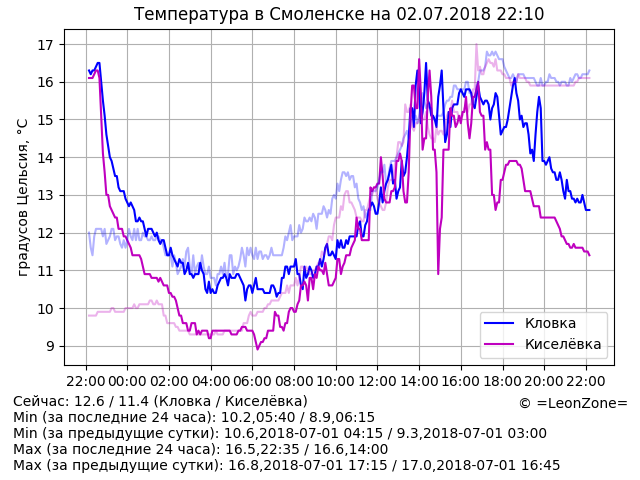 Температура в Смоленске на 02.07.2018 22:10
градусов Цельсия, °C
17
16
15
14
13
12
11
10
9
Кловка
Киселёвка
22:00 00:00 02:00 04:00 06:00 08:00 10:00 12:00 14:00 16:00 18:00 20:00 22:00
Сейчас: 12.6 / 11.4 (Кловка / Киселёвка)
© =LeonZone=
Min (за последние 24 часа): 10.2,05:40 / 8.9,06:15
Min (за предыдущие сутки): 10.6,2018-07-01 04:15 / 9.3,2018-07-01 03:00
Max (за последние 24 часа): 16.5,22:35 / 16.6,14:00
Max (за предыдущие сутки): 16.8,2018-07-01 17:15 / 17.0,2018-07-01 16:45